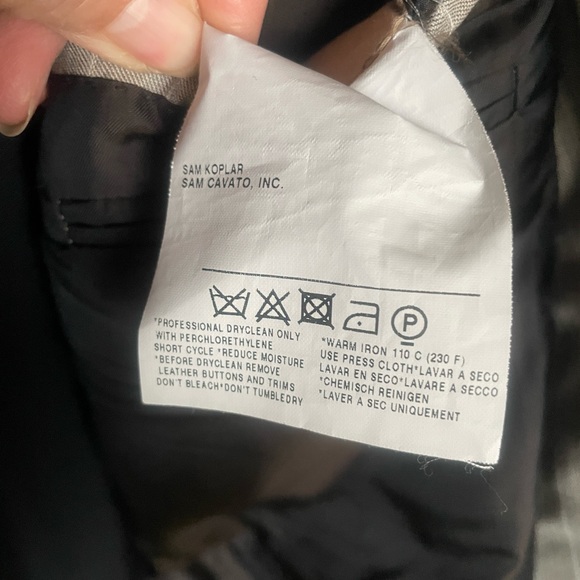 SAM KOPLAR
SAM CAVATO, INC.
P
*PROFESSIONAL DRYCLEAN ONLY
WITH PERCHLORETHYLENE
SHORT CYCLE *REDUCE MOISTURE
*BEFORE DRYCLEAN REMOVE
LEATHER BUTTONS AND TRIMS
DON'T BLEACH*DON'T TUMBLEDRY
*WARM IRON 110 C (230 F)
USE PRESS CLOTH*LAVAR A SECO
LAVAR EN SECO*LAVARE A SECCO
*CHEMISCH REINIGEN
*LAVER A SEC UNIQUEMENT